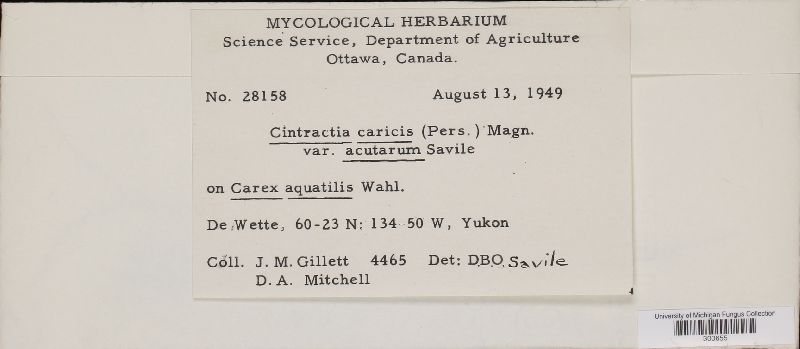 MYCOLOGICAL HERBARIUM
Science Service, Department of Agriculture
Ottawa, Canada.
No. 28158 August 13, 1949
Cintractia caricis (Pers.) Magn.
var. acutarum Savile
on Carex aquatilis Wahl.
De Wette, 60-23 N: 134 50 W, Yukon
Coll. J. M. Gillett 4465 Det: D.B.O. Savile
D. A. Mitchell
University of Michigan Fungus Collection
303655